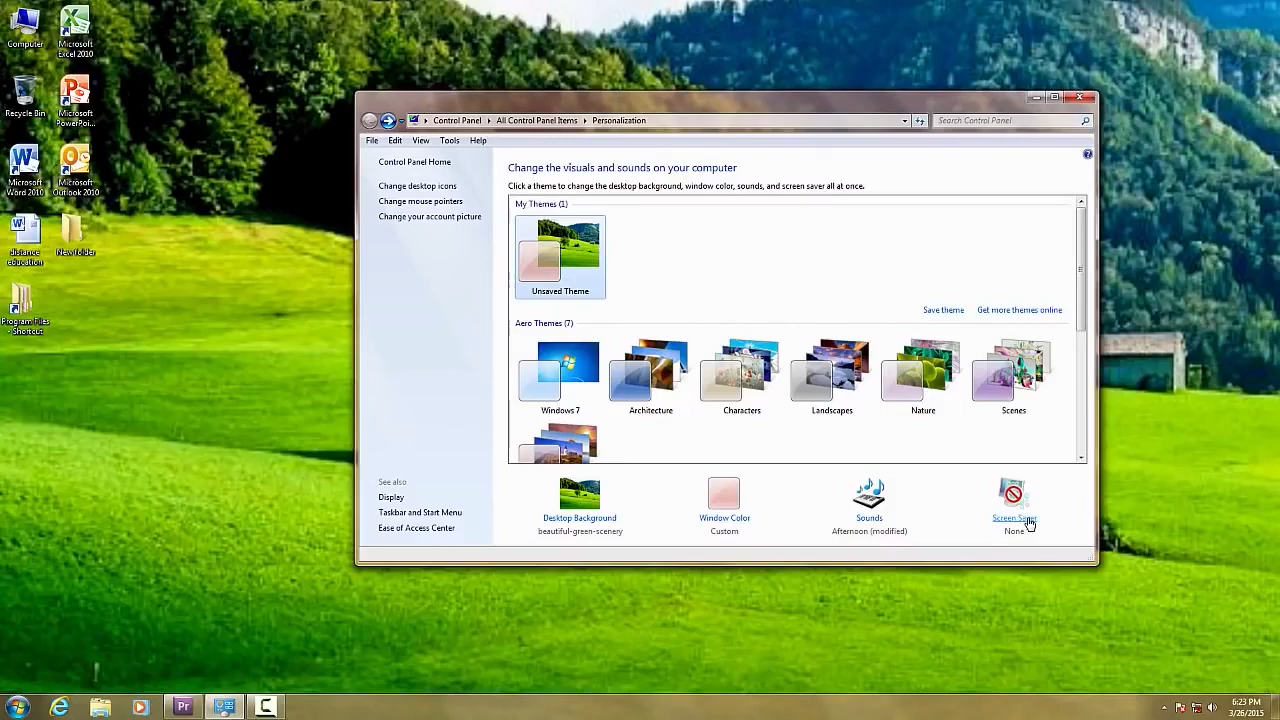 Computer
Microsoft
Excel 2010
Recycle Bin
Microsoft
PowerPoi...
Microsoft
Word 2010
Microsoft
Outlook 2010
distance
education
New folder
Program Files
- Shortcut
Control Panel
All Control Panel Items
Personalization
Search Control Panel
File
Edit
View
Tools
Help
Control Panel Home
Change desktop icons
Change mouse pointers
Change your account picture
See also
Display
Taskbar and Start Menu
Ease of Access Center
Change the visuals and sounds on your computer
Click a theme to change the desktop background, window color, sounds, and screen saver all at once.
My Themes (1)
Unsaved Theme
Save theme
Get more themes online
Aero Themes (7)
Windows 7
Architecture
Characters
Landscapes
Nature
Scenes
Desktop Background
beautiful-green-scenery
Window Color
Custom
Sounds
Afternoon (modified)
Screen Saver
None
Pr
C
6:23 PM
3/26/2015